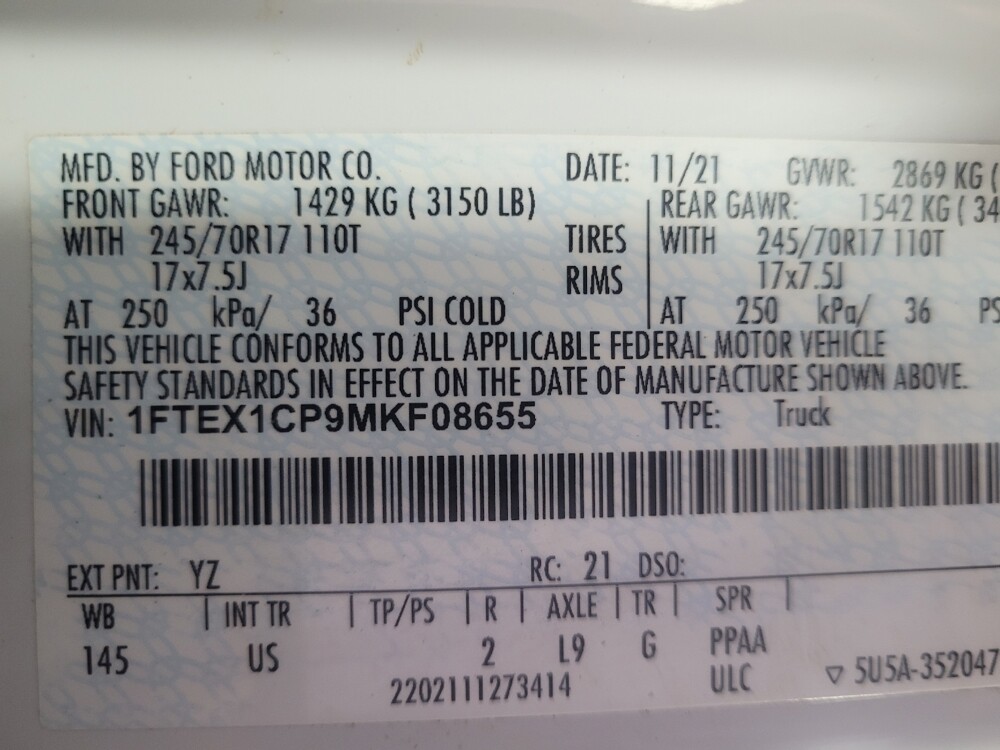 MFD. BY FORD MOTOR CO. DATE: 11/21 GVWR: 2869 KG (
FRONT GAWR: 1429 KG ( 3150 LB) REAR GAWR: 1542 KG ( 34
WITH 245/70R17 110T TIRES WITH 245/70R17 110T
17x7.5J RIMS 17x7.5J
AT 250 kPa/ 36 PSI COLD AT 250 kPa/ 36 PS
THIS VEHICLE CONFORMS TO ALL APPLICABLE FEDERAL MOTOR VEHICLE
SAFETY STANDARDS IN EFFECT ON THE DATE OF MANUFACTURE SHOWN ABOVE.
VIN: 1FTEX1CP9MKF08655 TYPE: Truck
EXT PNT: YZ RC: 21 DSO:
WB INT TR TP/PS R AXLE TR SPR
145 US 2 L9 G PPAA
2202111273414 ULC ▽ 5U5A-352047